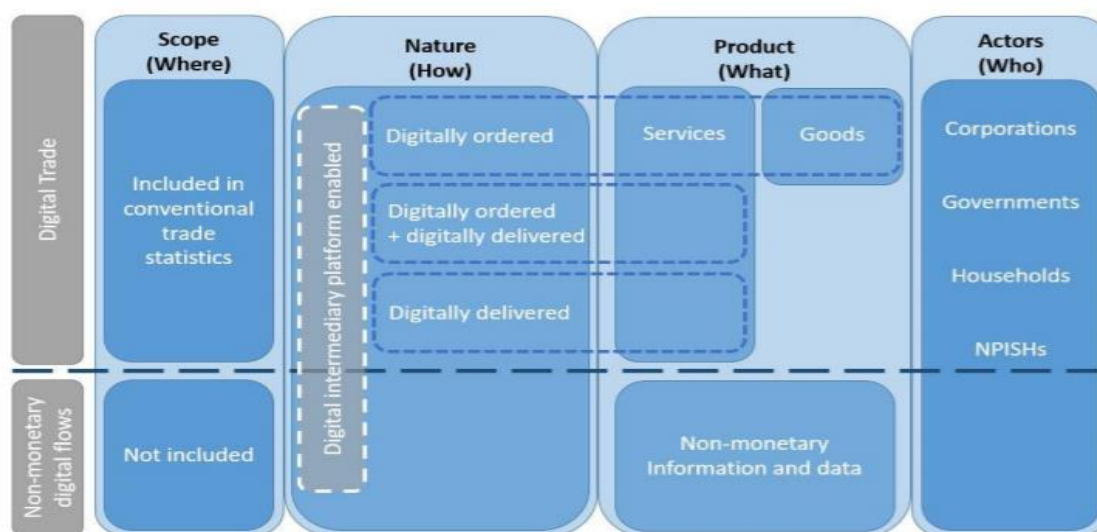 Scope
(Where)
Nature
(How)
Product
(What)
Actors
(Who)
Digital Trade
Included in
conventional
trade
statistics
Digital intermediary platform enabled
Digitally ordered
Digitally ordered
+ digitally delivered
Digitally delivered
Services
Goods
Corporations
Governments
Households
NPISHs
Non-monetary
digital flows
Not included
Non-monetary
Information and data